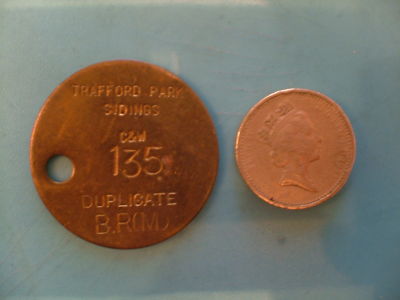 TRAFFORD PARK
SIDINGS
C&W
135
DUPLICATE
B.R(M)